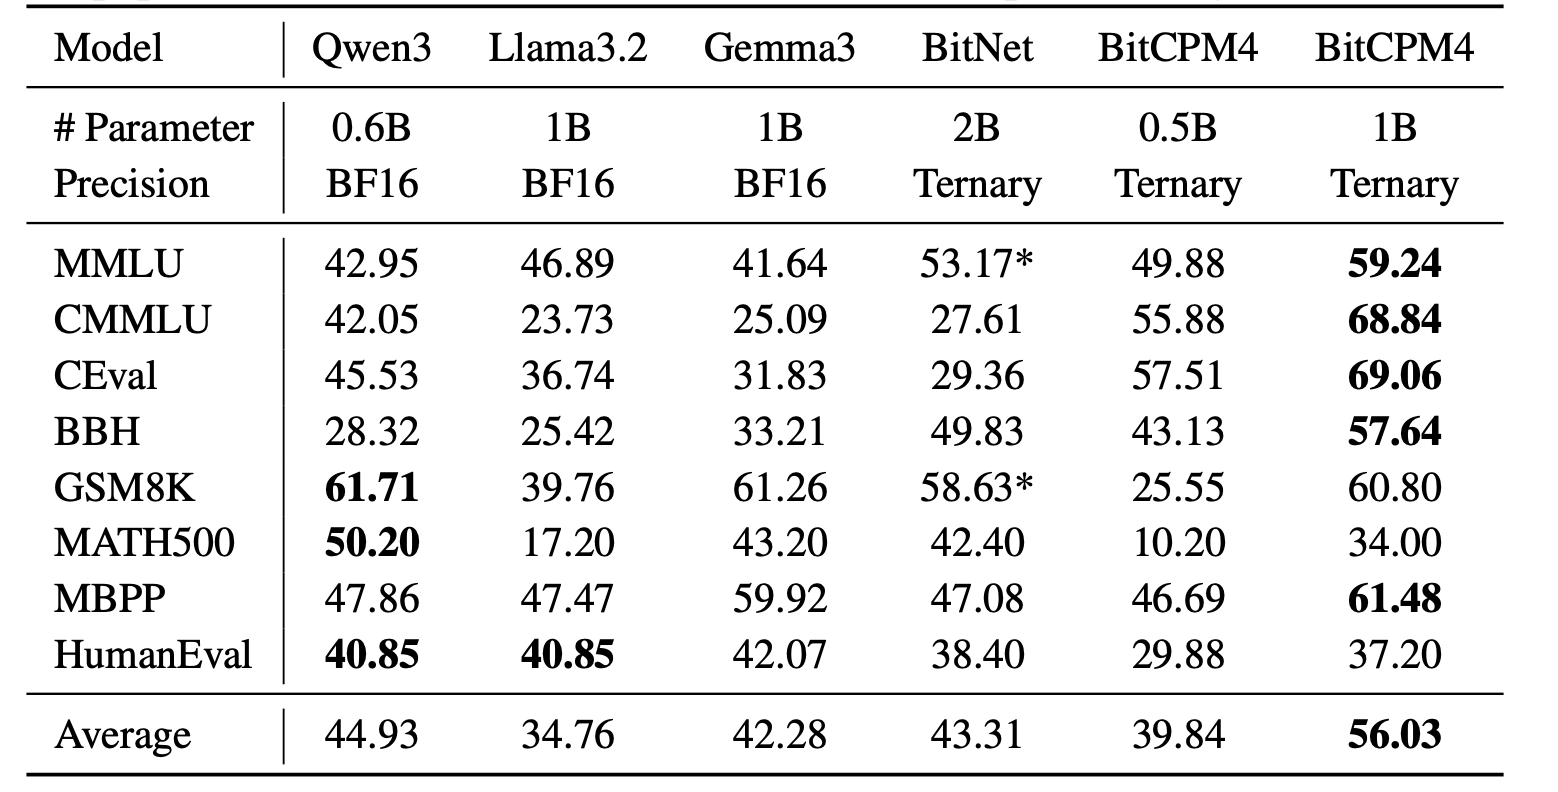 Model Qwen3 Llama3.2 Gemma3 BitNet BitCPM4 BitCPM4
# Parameter 0.6B 1B 1B 2B 0.5B 1B
Precision BF16 BF16 BF16 Ternary Ternary Ternary
MMLU 42.95 46.89 41.64 53.17* 49.88 59.24
CMMLU 42.05 23.73 25.09 27.61 55.88 68.84
CEval 45.53 36.74 31.83 29.36 57.51 69.06
BBH 28.32 25.42 33.21 49.83 43.13 57.64
GSM8K 61.71 39.76 61.26 58.63* 25.55 60.80
MATH500 50.20 17.20 43.20 42.40 10.20 34.00
MBPP 47.86 47.47 59.92 47.08 46.69 61.48
HumanEval 40.85 40.85 42.07 38.40 29.88 37.20
Average 44.93 34.76 42.28 43.31 39.84 56.03